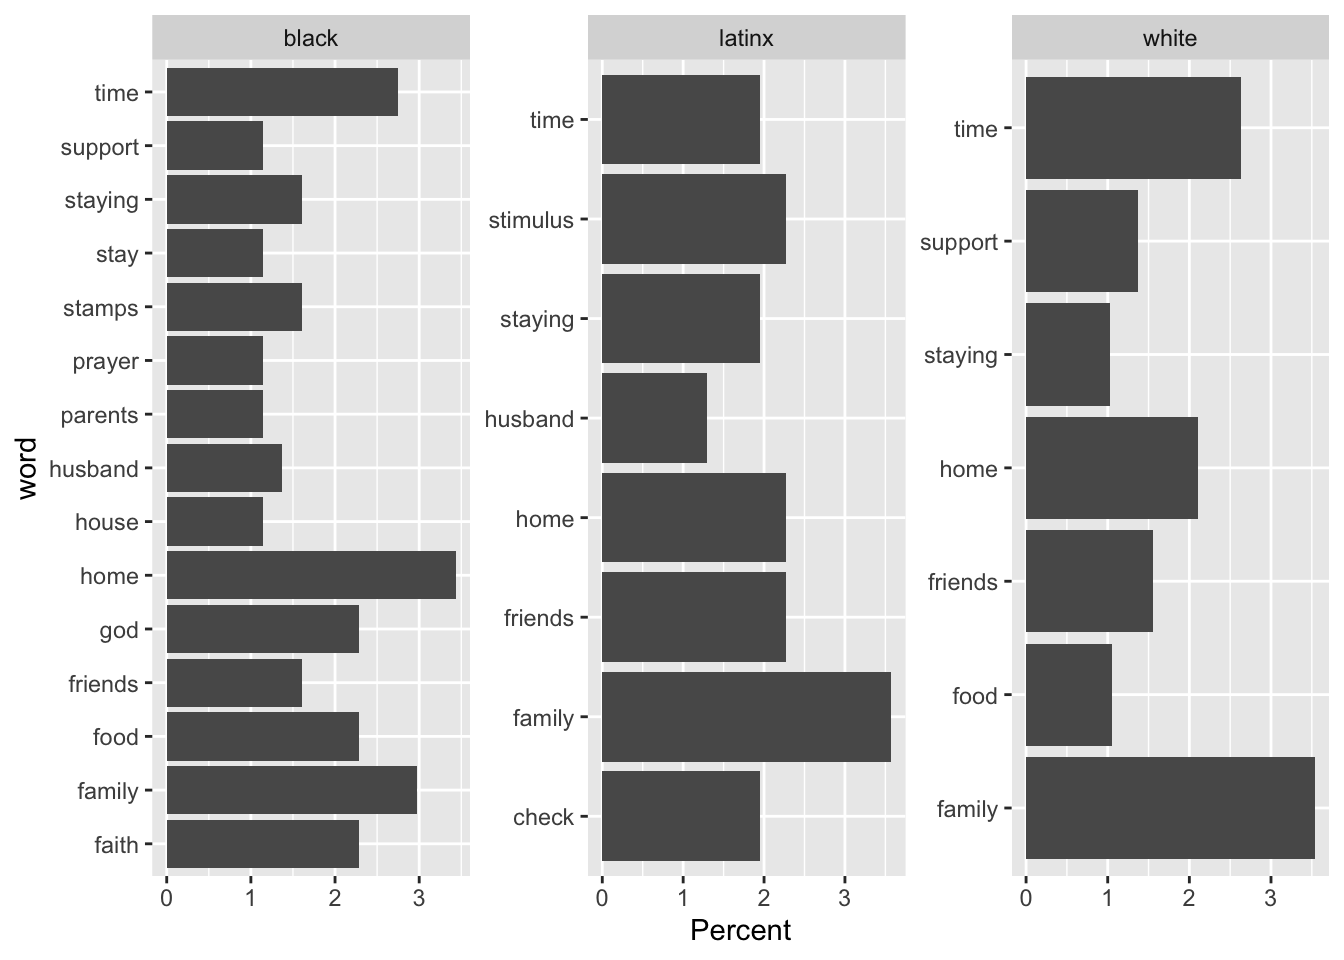 black
latinx
white
word
time
support
staying
stay
stamps
prayer
parents
husband
house
home
god
friends
food
family
faith
0 1 2 3
time
stimulus
staying
husband
home
friends
family
check
0 1 2 3
time
support
staying
home
friends
food
family
0 1 2 3
Percent